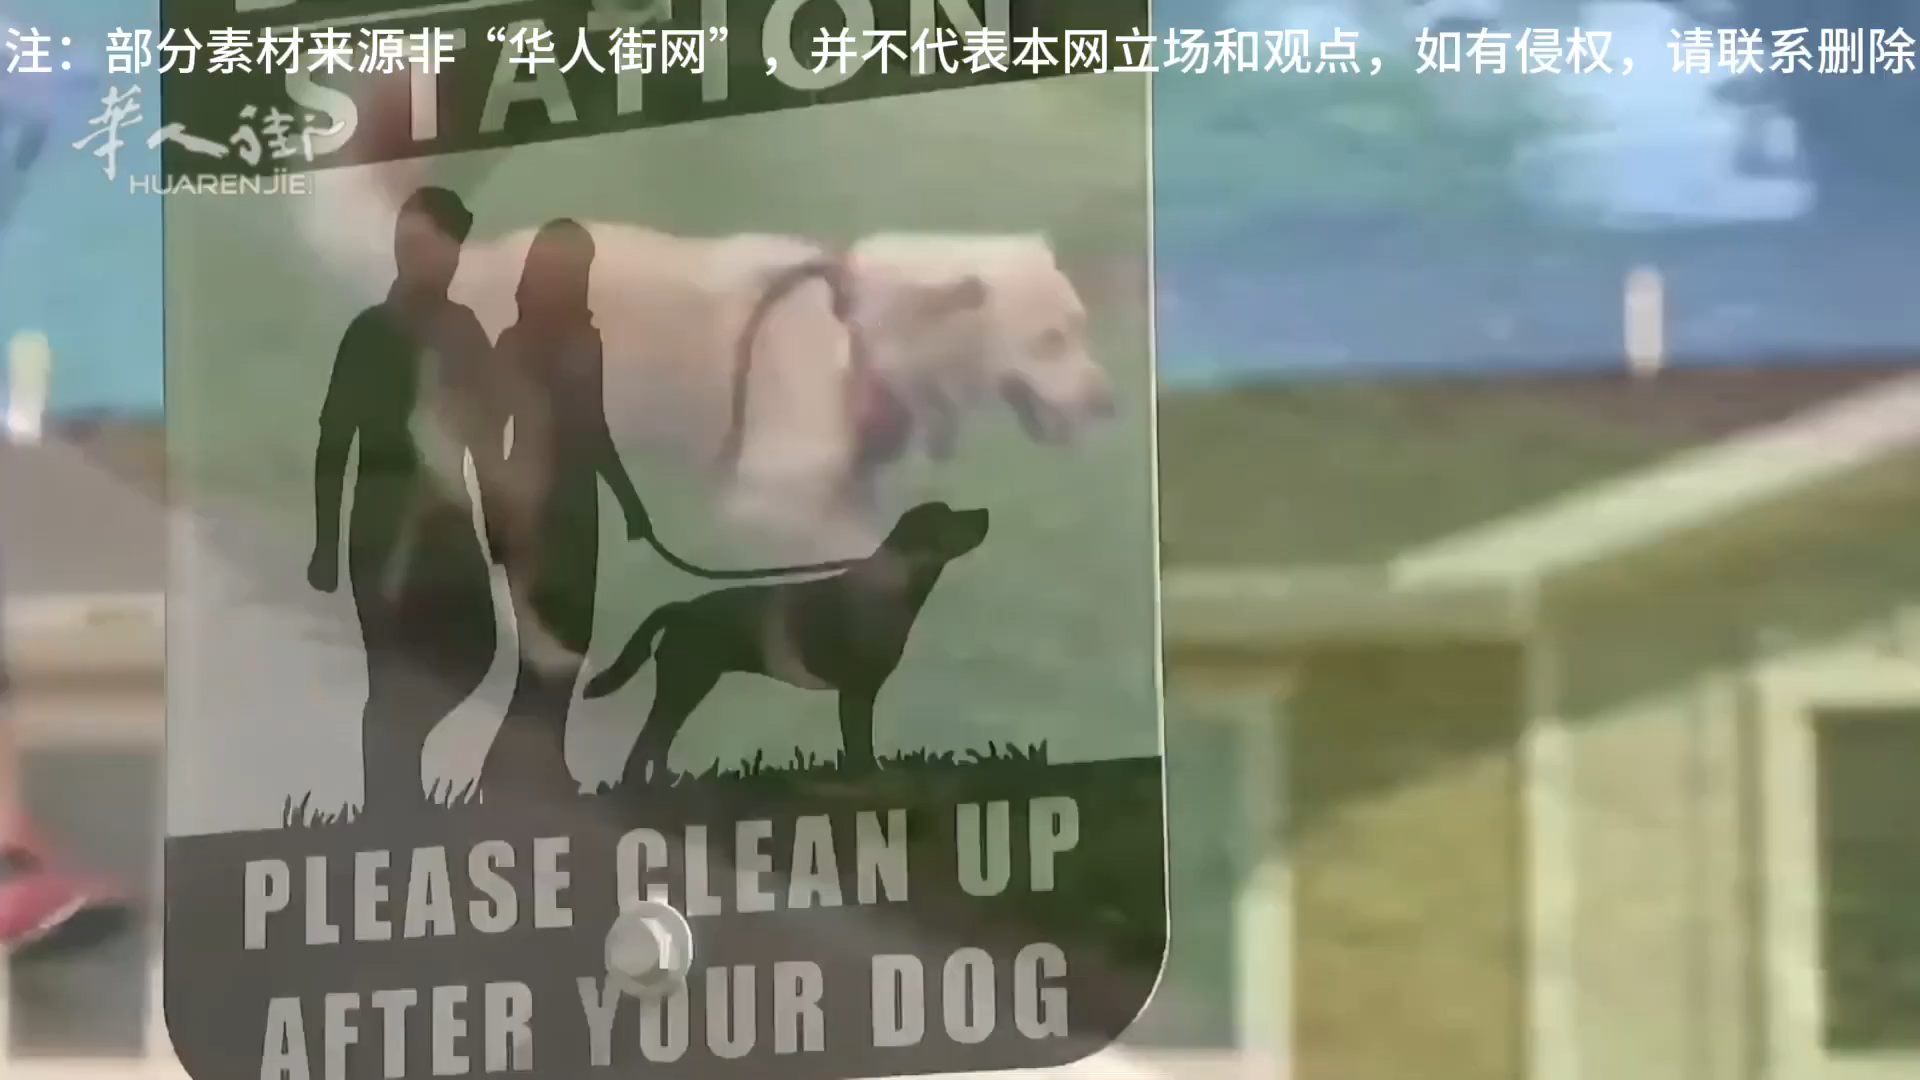 STATION
注：部分素材来源非“华人街网”，并不代表本网立场和观点，如有侵权，请联系删除
華人街
HUARENJIE
PLEASE CLEAN UP
AFTER YOUR DOG